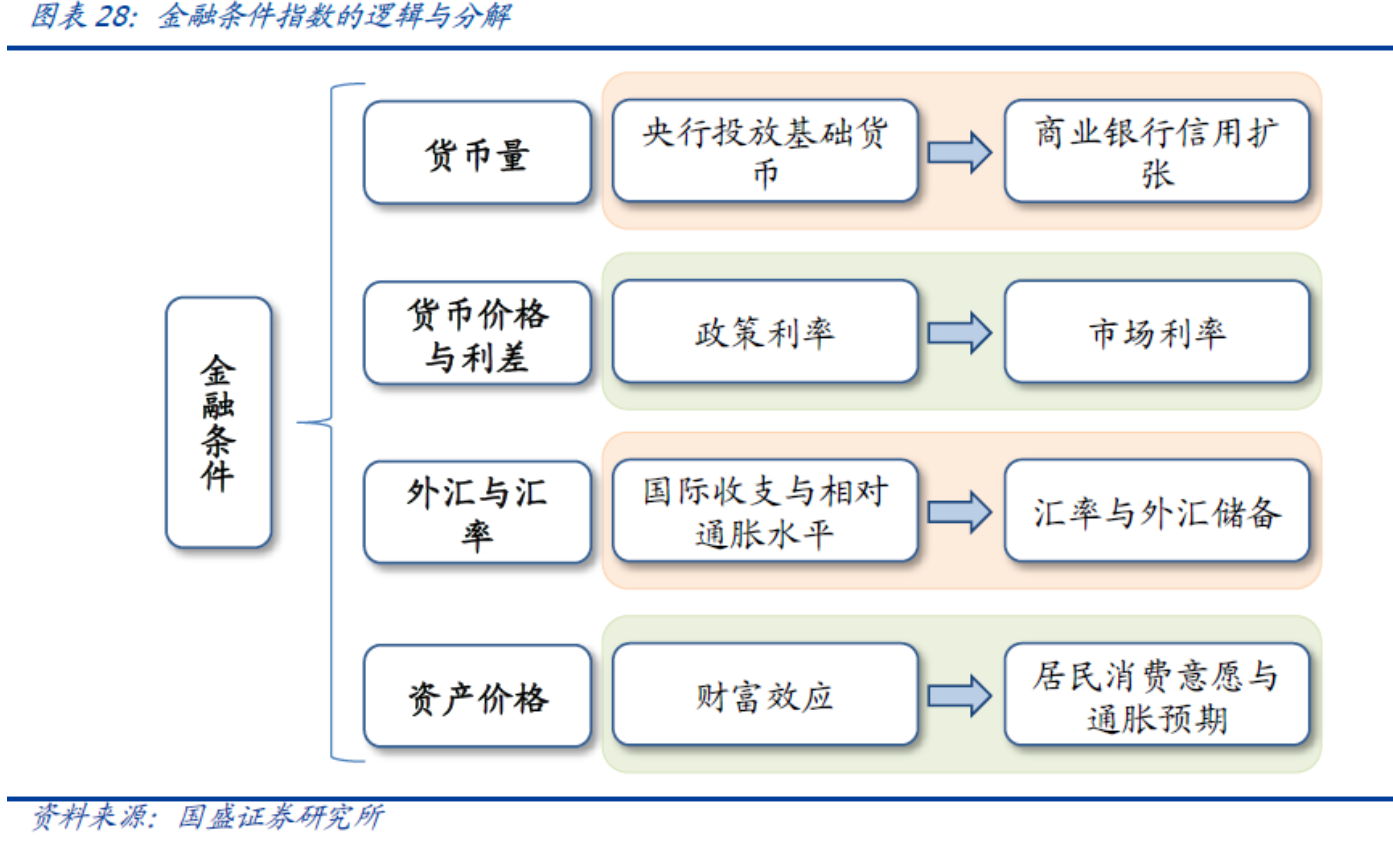 图表 28：金融条件指数的逻辑与分解
金融条件
货币量
央行投放基础货
币
商业银行信用扩
张
货币价格
与利差
政策利率
市场利率
外汇与汇
率
国际收支与相对
通胀水平
汇率与外汇储备
资产价格
财富效应
居民消费意愿与
通胀预期
资料来源：国盛证券研究所